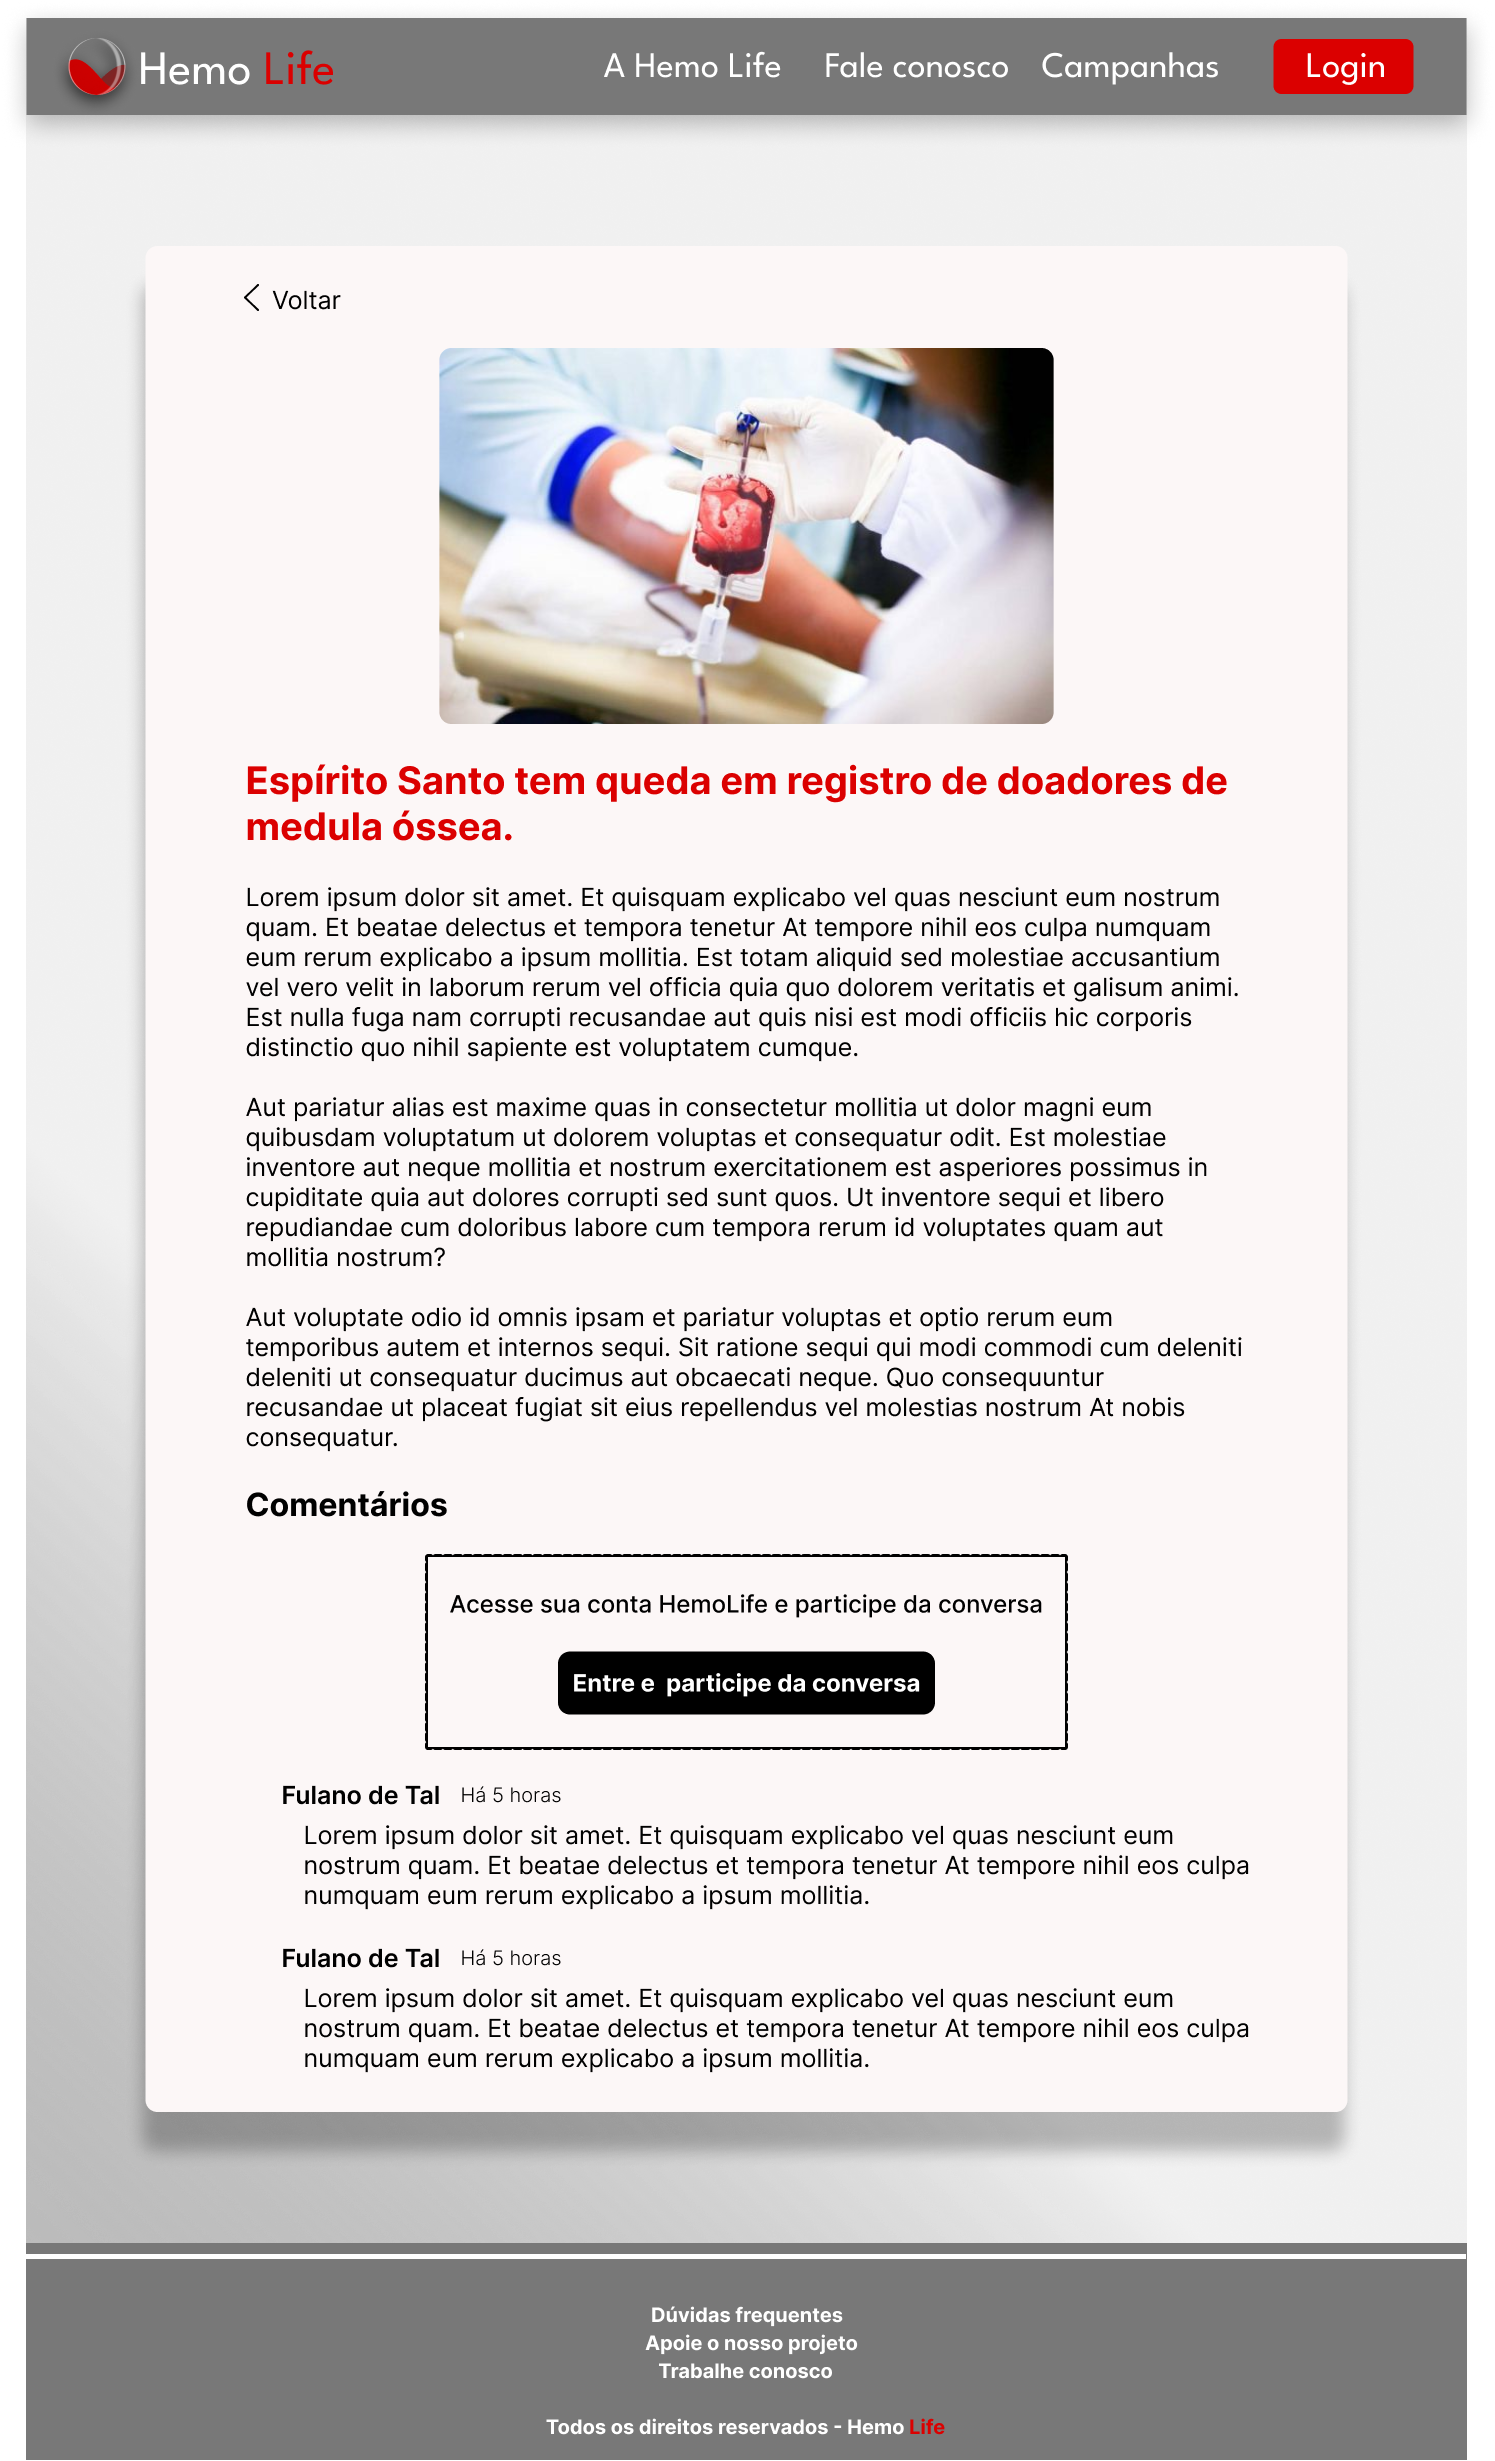 Hemo Life
A Hemo Life
Fale conosco
Campanhas
Login
Voltar
Espírito Santo tem queda em registro de doadores de
medula óssea.
Lorem ipsum dolor sit amet. Et quisquam explicabo vel quas nesciunt eum nostrum
quam. Et beatae delectus et tempora tenetur At tempore nihil eos culpa numquam
eum rerum explicabo a ipsum mollitia. Est totam aliquid sed molestiae accusantium
vel vero velit in laborum rerum vel officia quia quo dolorem veritatis et galisum animi.
Est nulla fuga nam corrupti recusandae aut quis nisi est modi officiis hic corporis
distinctio quo nihil sapiente est voluptatem cumque.
Aut pariatur alias est maxime quas in consectetur mollitia ut dolor magni eum
quibusdam voluptatum ut dolorem voluptas et consequatur odit. Est molestiae
inventore aut neque mollitia et nostrum exercitationem est asperiores possimus in
cupiditate quia aut dolores corrupti sed sunt quos. Ut inventore sequi et libero
repudiandae cum doloribus labore cum tempora rerum id voluptates quam aut
mollitia nostrum?
Aut voluptate odio id omnis ipsam et pariatur voluptas et optio rerum eum
temporibus autem et internos sequi. Sit ratione sequi qui modi commodi cum deleniti
deleniti ut consequatur ducimus aut obcaecati neque. Quo consequuntur
recusandae ut placeat fugiat sit eius repellendus vel molestias nostrum At nobis
consequatur.
Comentários
Acesse sua conta HemoLife e participe da conversa
Entre e participe da conversa
Fulano de Tal Há 5 horas
Lorem ipsum dolor sit amet. Et quisquam explicabo vel quas nesciunt eum
nostrum quam. Et beatae delectus et tempora tenetur At tempore nihil eos culpa
numquam eum rerum explicabo a ipsum mollitia.
Fulano de Tal Há 5 horas
Lorem ipsum dolor sit amet. Et quisquam explicabo vel quas nesciunt eum
nostrum quam. Et beatae delectus et tempora tenetur At tempore nihil eos culpa
numquam eum rerum explicabo a ipsum mollitia.
Dúvidas frequentes
Apoie o nosso projeto
Trabalhe conosco
Todos os direitos reservados - Hemo Life